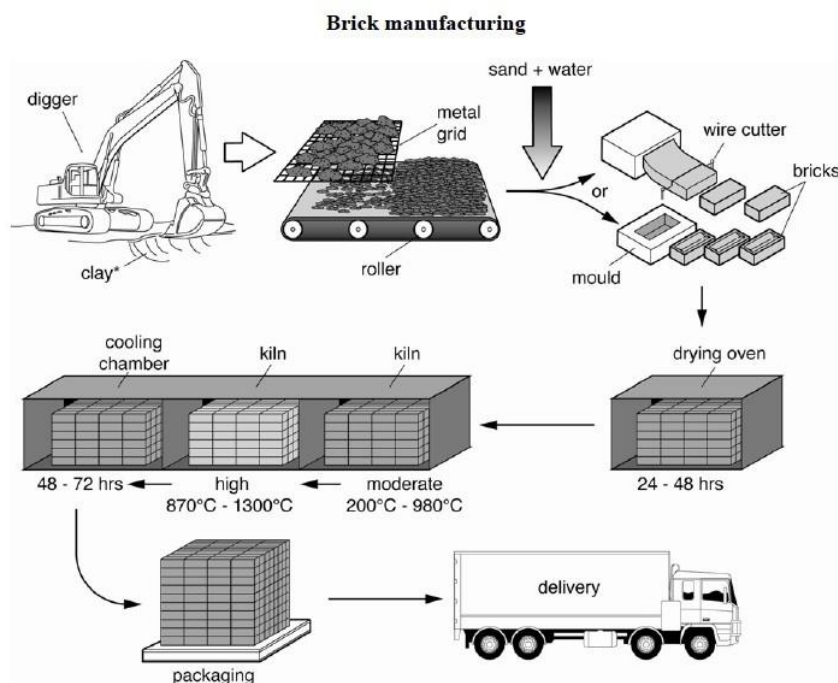 Brick manufacturing
digger
clay*
metal
grid
roller
sand + water
or
wire cutter
bricks
mould
drying oven
24 - 48 hrs
kiln
moderate
200°C - 980°C
kiln
high
870°C - 1300°C
cooling
chamber
48 - 72 hrs
packaging
delivery